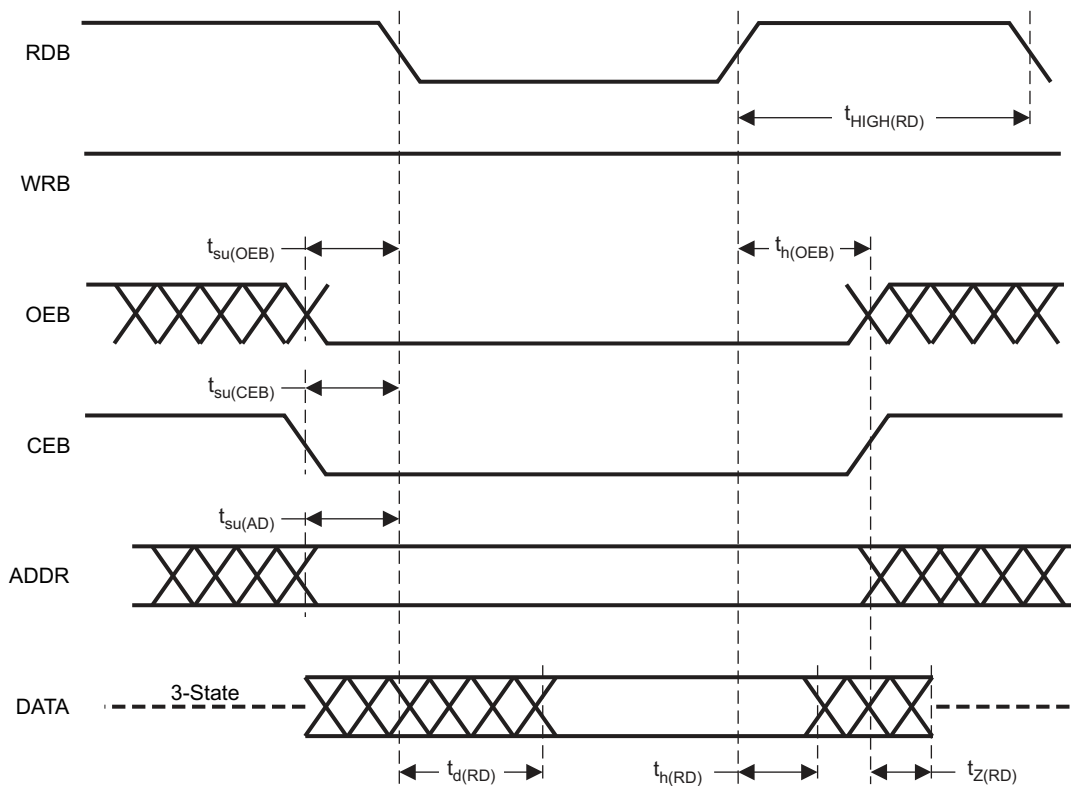 RDB
tHIGH(RD)
WRB
tsu(OEB)
th(OEB)
OEB
tsu(CEB)
CEB
tsu(AD)
ADDR
3-State
DATA
td(RD)
th(RD)
tZ(RD)